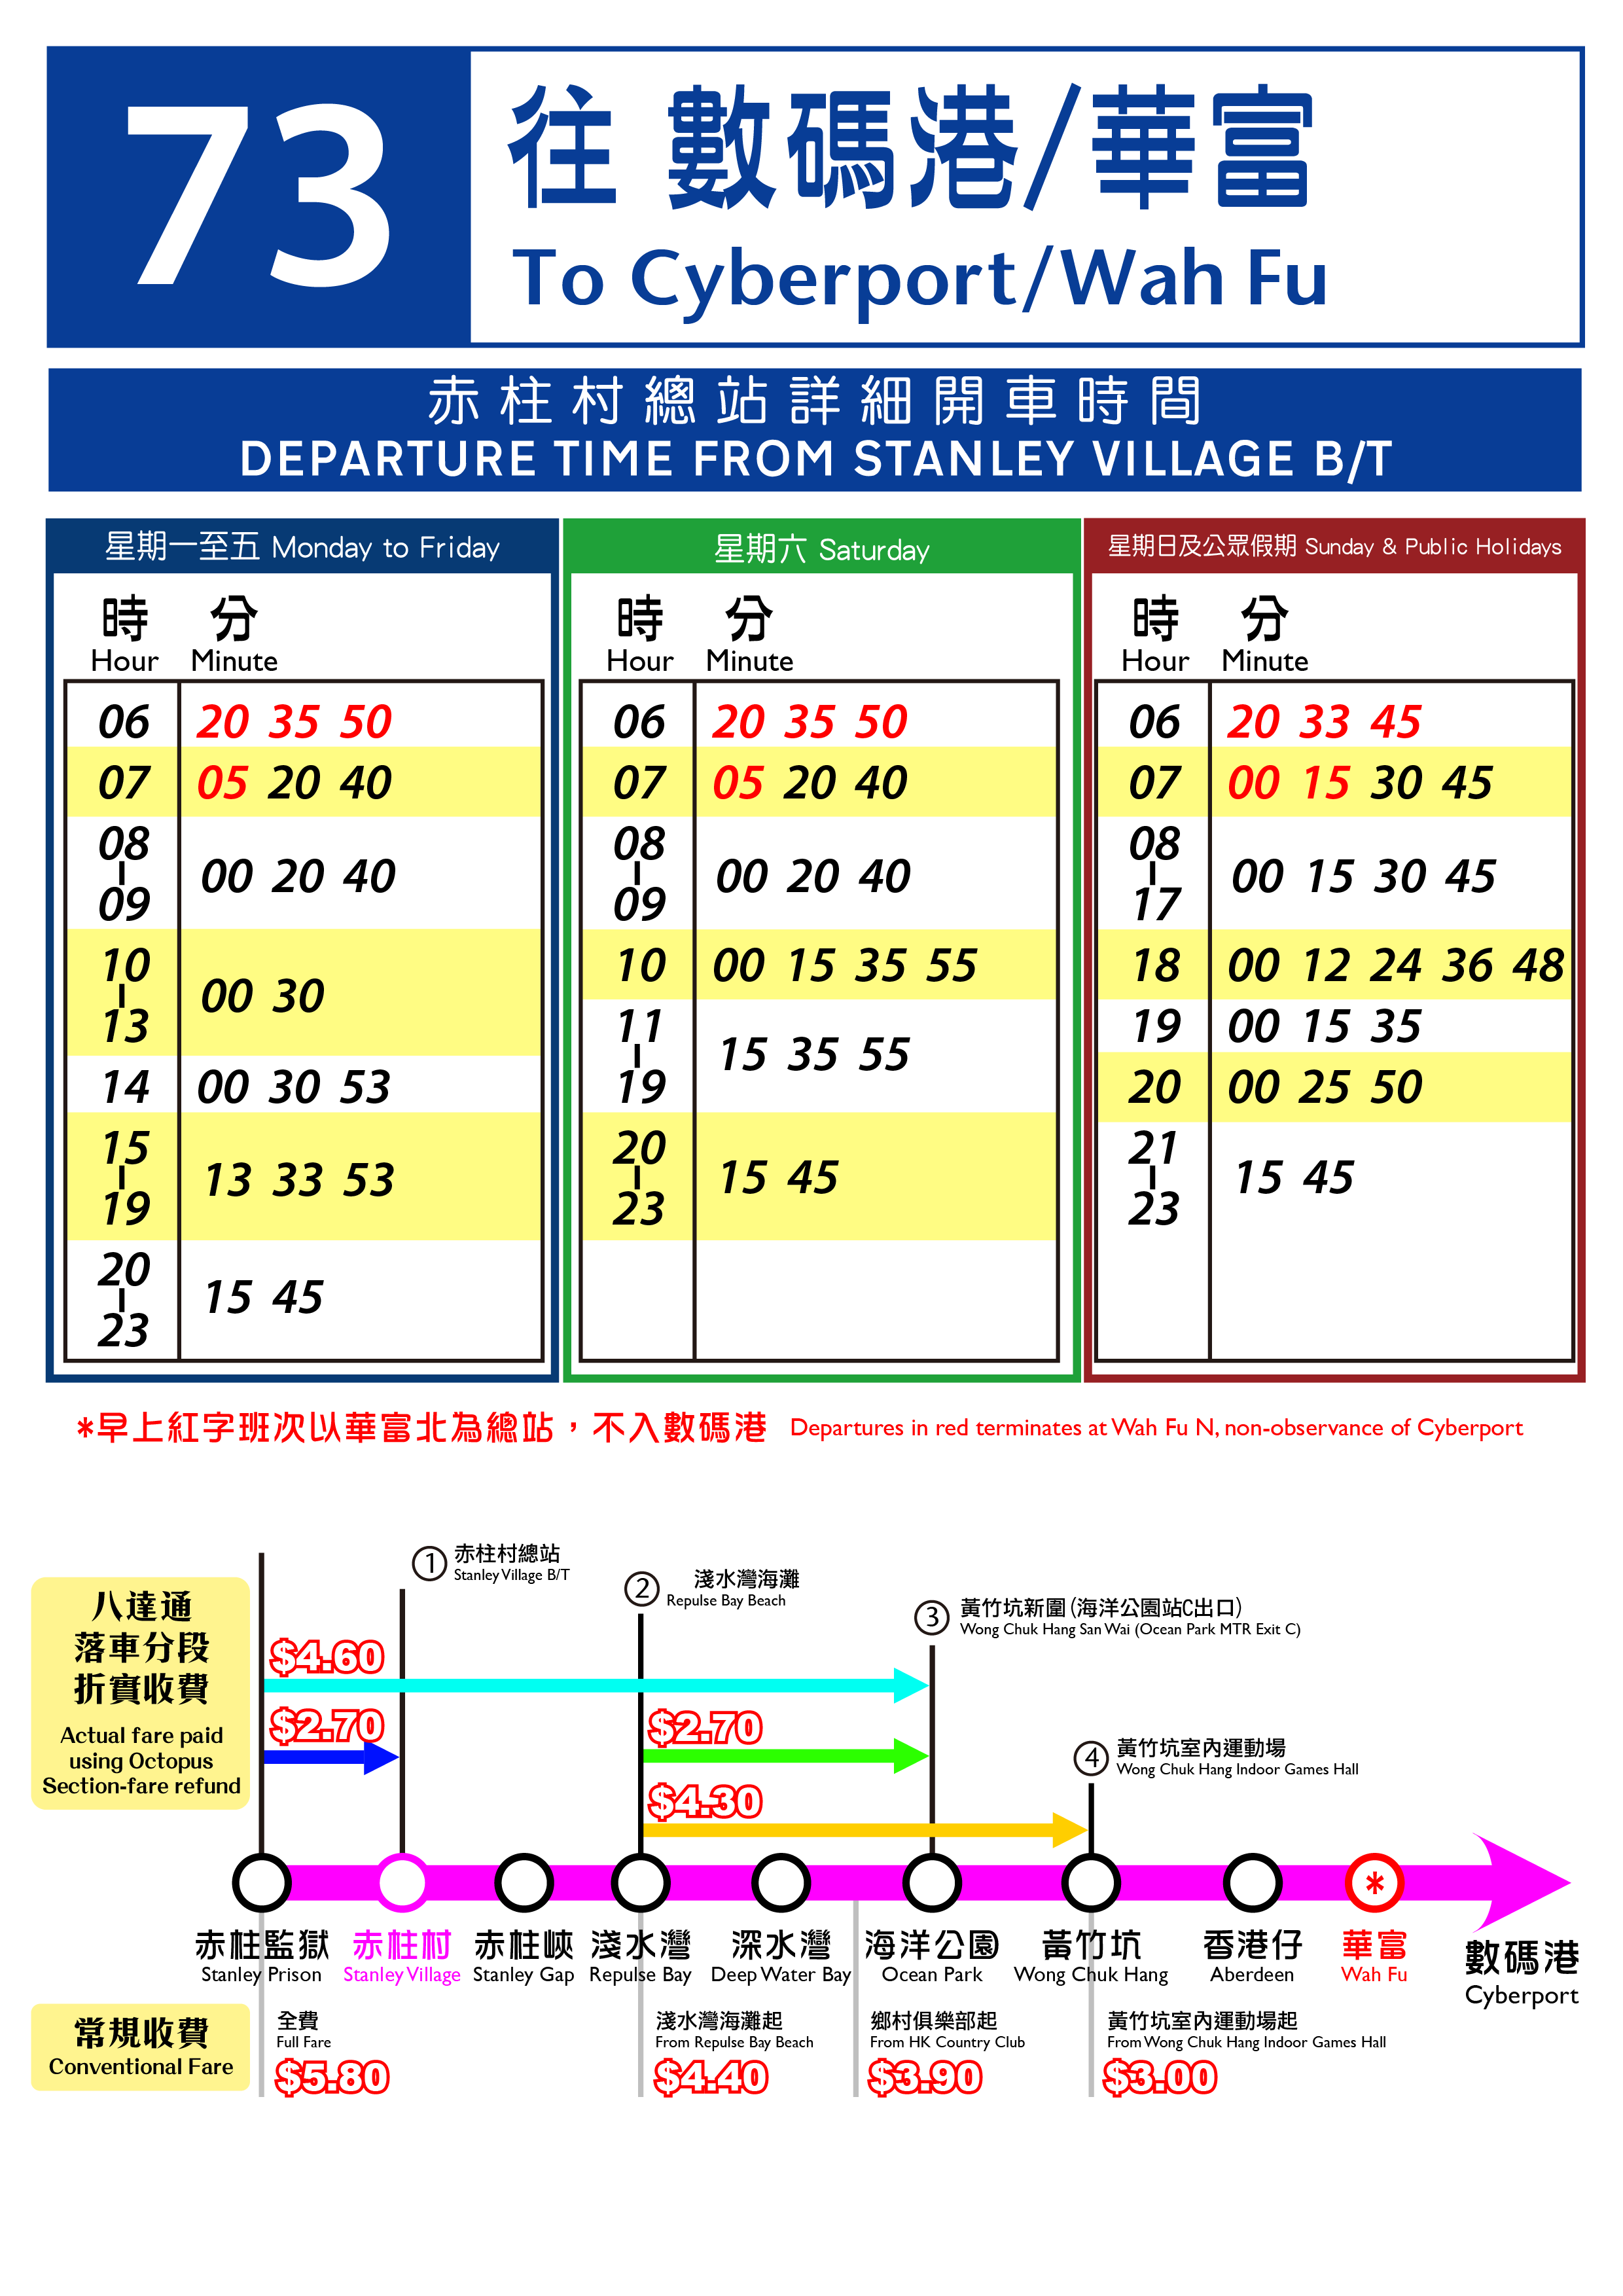 73
往 數碼港/華富
To Cyberport/Wah Fu
赤柱村總站詳細開車時間
DEPARTURE TIME FROM STANLEY VILLAGE B/T
星期一至五 Monday to Friday
時 分
Hour Minute
06 20 35 50
07 05 20 40
08
|
09
00 20 40
10
|
13
00 30
14 00 30 53
15
|
19
13 33 53
20
|
23
15 45
星期六 Saturday
時 分
Hour Minute
06 20 35 50
07 05 20 40
08
|
09
00 20 40
10 00 15 35 55
11
|
19
15 35 55
20
|
23
15 45
星期日及公眾假期 Sunday & Public Holidays
時 分
Hour Minute
06 20 33 45
07 00 15 30 45
08
|
17
00 15 30 45
18 00 12 24 36 48
19 00 15 35
20 00 25 50
21
|
23
15 45
*早上紅字班次以華富北為總站，不入數碼港 Departures in red terminates at Wah Fu N, non-observance of Cyberport
八達通
落車分段
折實收費
Actual fare paid
using Octopus
Section-fare refund
① 赤柱村總站
Stanley Village B/T
② 淺水灣海灘
Repulse Bay Beach
③ 黃竹坑新圍(海洋公園站C出口)
Wong Chuk Hang San Wai (Ocean Park MTR Exit C)
$4.60
$2.70
$2.70
④ 黃竹坑室內運動場
Wong Chuk Hang Indoor Games Hall
$4.30
*
赤柱監獄
Stanley Prison
赤柱村
Stanley Village
赤柱峽
Stanley Gap
淺水灣
Repulse Bay
深水灣
Deep Water Bay
海洋公園
Ocean Park
黃竹坑
Wong Chuk Hang
香港仔
Aberdeen
華富
Wah Fu
數碼港
Cyberport
常規收費
Conventional Fare
全費
Full Fare
$5.80
淺水灣海灘起
From Repulse Bay Beach
$4.40
鄉村俱樂部起
From HK Country Club
$3.90
黃竹坑室內運動場起
From Wong Chuk Hang Indoor Games Hall
$3.00